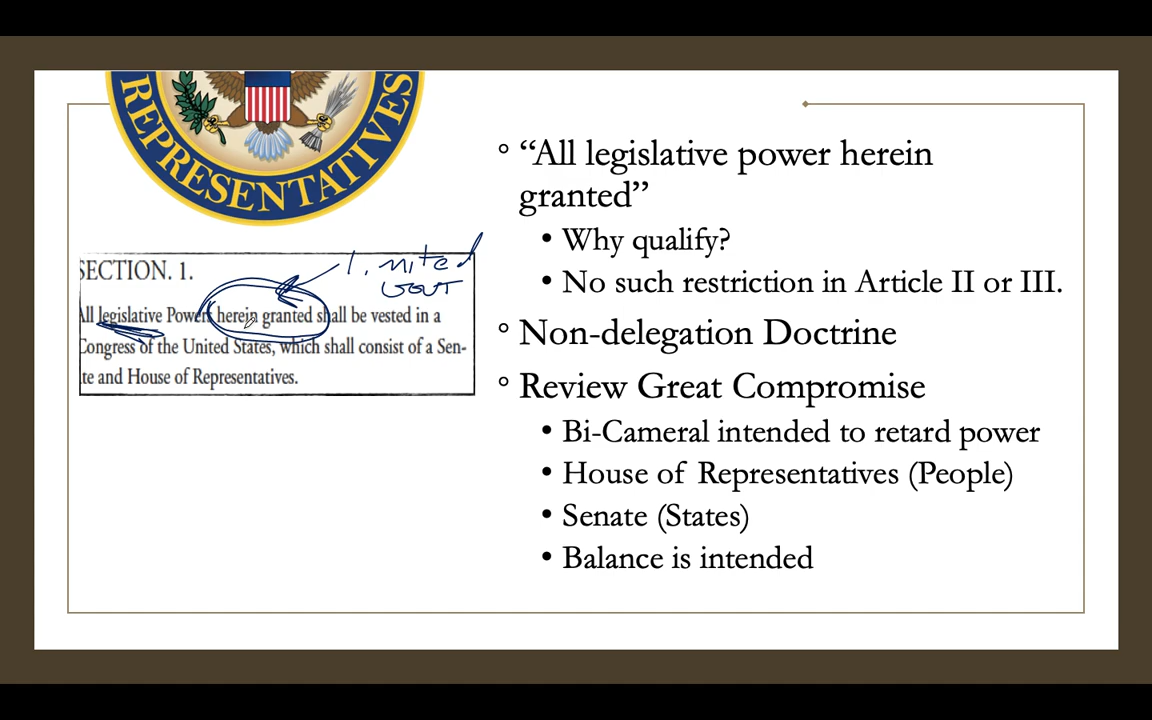 REPRESENTATIVES
SECTION. 1.
All legislative Powers herein granted shall be vested in a
Congress of the United States, which shall consist of a Sen-
te and House of Representatives.
limited
Govt
“All legislative power herein
granted”
Why qualify?
No such restriction in Article II or III.
Non-delegation Doctrine
Review Great Compromise
Bi-Cameral intended to retard power
House of Representatives (People)
Senate (States)
Balance is intended